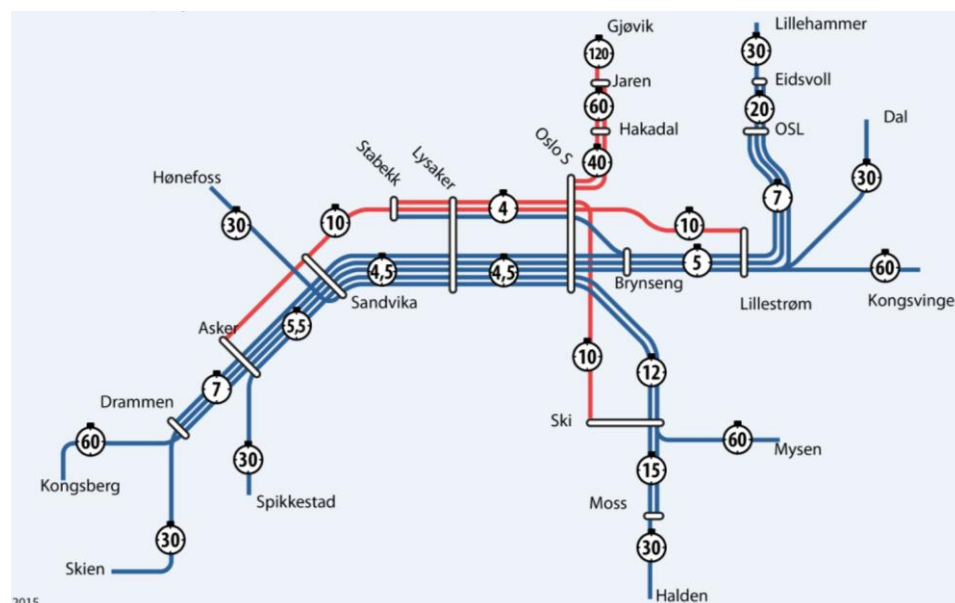 Gjøvik
Lillehammer
120
30
Jaren
Eidsvoll
60
20
Hakadal
OSL
Dal
Oslo S
Stabekk
Lysaker
40
Hønefoss
30
10
4
10
7
30
4,5
4,5
5
60
Brynseng
Sandvika
Lillestrøm
Kongsvinge
Asker
5,5
10
12
7
Drammen
Ski
60
30
60
Mysen
15
Kongsberg
Spikkestad
Moss
30
30
Skien
Halden
2015